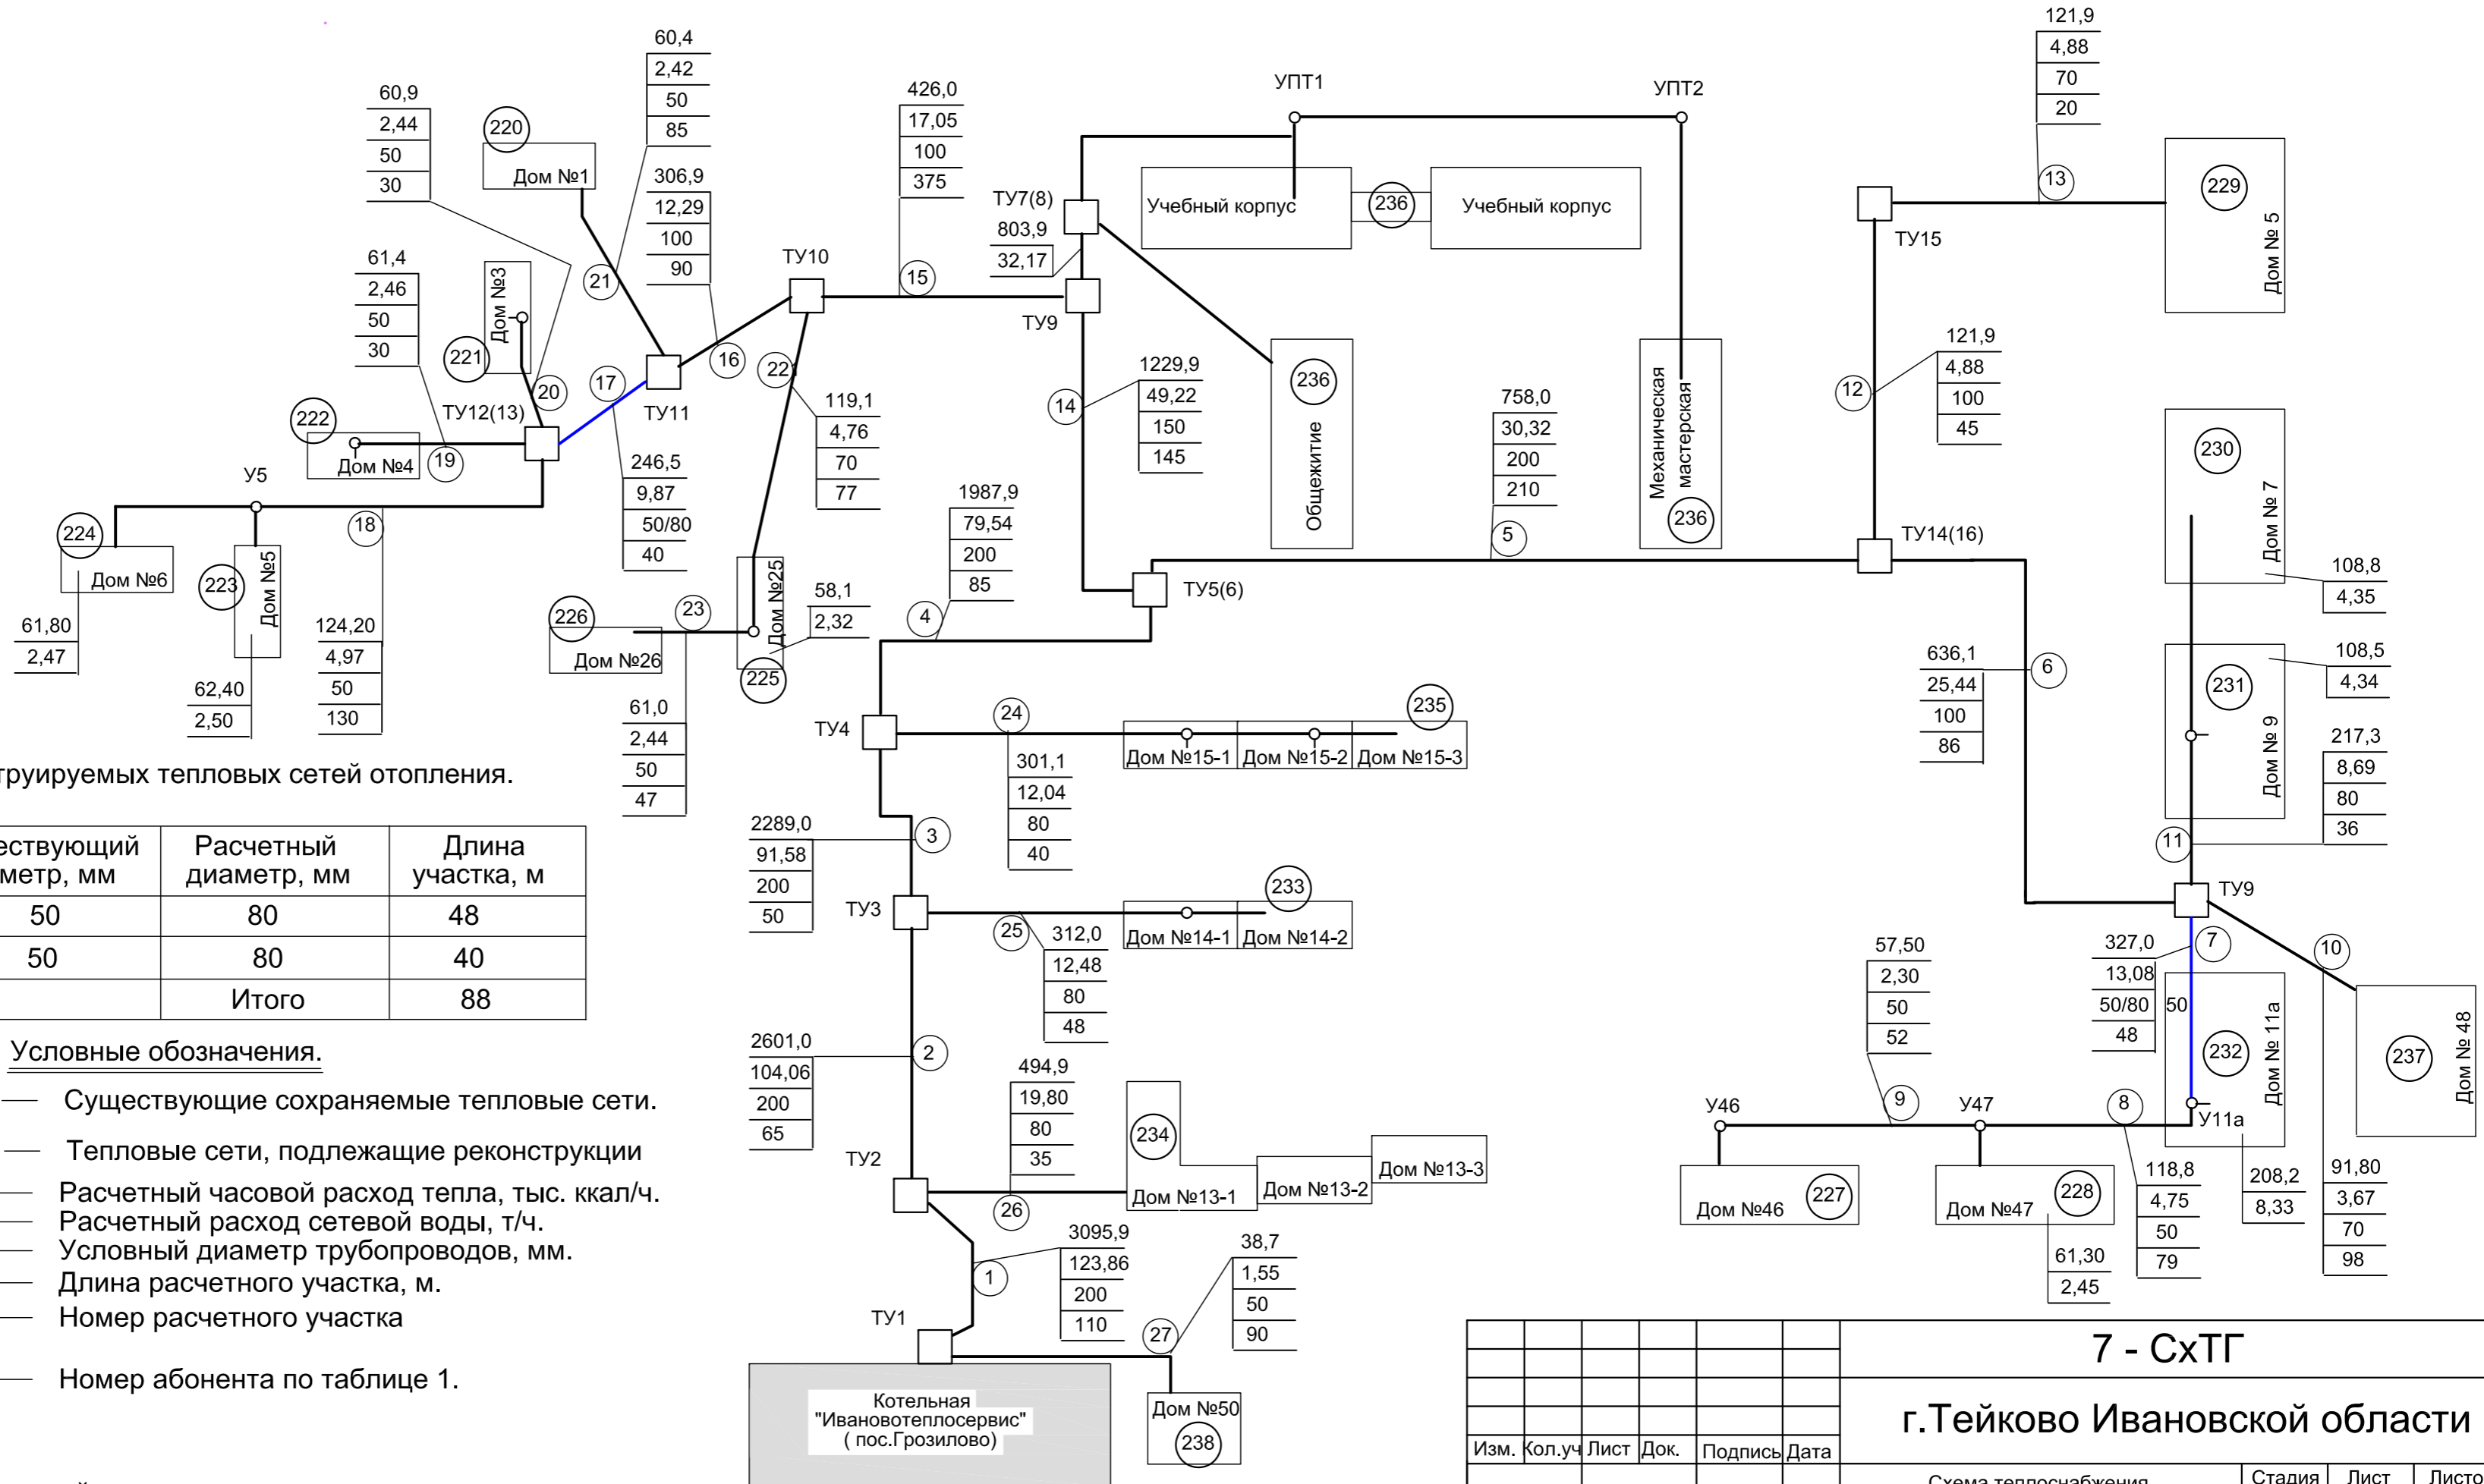 60,9
2,44
50
30
220
Дом №1
60,4
2,42
50
85
21
306,9
12,29
100
90
16
426,0
17,05
100
375
15
ТУ10
ТУ7(8)
803,9
32,17
ТУ9
УПТ1
УПТ2
Учебный корпус
236
Учебный корпус
121,9
4,88
70
20
13
ТУ15
229
Дом № 5
61,4
2,46
50
30
19
Дом №3
221
20
17
ТУ12(13)
ТУ11
222
Дом №4
22
119,1
4,76
70
77
246,5
9,87
50/80
40
14
1229,9
49,22
150
145
236
Общежитие
Механическая
мастерская
236
758,0
30,32
200
210
5
12
121,9
4,88
100
45
ТУ14(16)
230
Дом № 7
108,8
4,35
У5
18
224
Дом №6
223
Дом №5
61,80
2,47
62,40
2,50
124,20
4,97
50
130
226
Дом №26
23
61,0
2,44
50
47
Дом №25
225
58,1
2,32
1987,9
79,54
200
85
4
ТУ5(6)
636,1
25,44
100
86
6
231
Дом № 9
108,5
4,34
217,3
8,69
80
36
11
ТУ4
24
301,1
12,04
80
40
235
Дом №15-1
Дом №15-2
Дом №15-3
2289,0
91,58
200
50
3
ТУ3
25
312,0
12,48
80
48
233
Дом №14-1
Дом №14-2
2601,0
104,06
200
65
2
ТУ2
494,9
19,80
80
35
26
234
Дом №13-1
Дом №13-2
Дом №13-3
ТУ9
327,0
13,08
50/80
48
50
7
10
232
Дом № 11а
У11а
237
Дом № 48
57,50
2,30
50
52
9
У46
У47
8
Дом №46
227
Дом №47
228
61,30
2,45
118,8
4,75
50
79
208,2
8,33
91,80
3,67
70
98
3095,9
123,86
200
110
1
ТУ1
38,7
1,55
50
90
27
Дом №50
238
Котельная
"Ивановотеплосервис"
( пос.Грозилово)
труируемых тепловых сетей отопления.
ествующий Расчетный Длина
метр, мм диаметр, мм участка, м
50 80 48
50 80 40
Итого 88
Условные обозначения.
Существующие сохраняемые тепловые сети.
Тепловые сети, подлежащие реконструкции
Расчетный часовой расход тепла, тыс. ккал/ч.
Расчетный расход сетевой воды, т/ч.
Условный диаметр трубопроводов, мм.
Длина расчетного участка, м.
Номер расчетного участка
Номер абонента по таблице 1.
7 - СхТГ
г.Тейково Ивановской области
Изм. Кол.уч Лист Док. Подпись Дата
Схема теплоснабжения Стадия Лист Листо